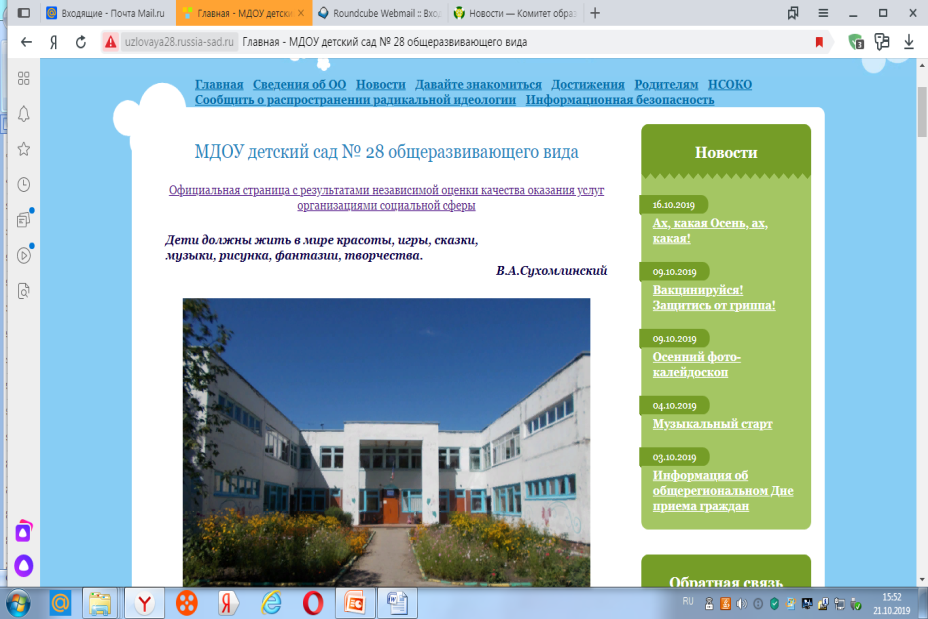 Входящие - Почта Mail.ru
Главная - МДОУ детски
Roundcube Webmail :: Вход
Новости — Комитет образ
uzlovaya28.russia-sad.ru Главная - МДОУ детский сад № 28 общеразвивающего вида
3
Главная Сведения об ОО Новости Давайте знакомиться Достижения Родителям НСОКО
Сообщить о распространении радикальной идеологии Информационная безопасность
МДОУ детский сад № 28 общеразвивающего вида
Официальная страница с результатами независимой оценки качества оказания услуг
организациями социальной сферы
Дети должны жить в мире красоты, игры, сказки,
музыки, рисунка, фантазии, творчества.
В.А.Сухомлинский
Новости
16.10.2019
Ах, какая Осень, ах,
какая!
09.10.2019
Вакцинируйся!
Защитись от гриппа!
09.10.2019
Осенний фото-
калейдоскоп
04.10.2019
Музыкальный старт
03.10.2019
Информация об
общерегиональном Дне
приема граждан
Обратная связь
RU
15:52
21.10.2019